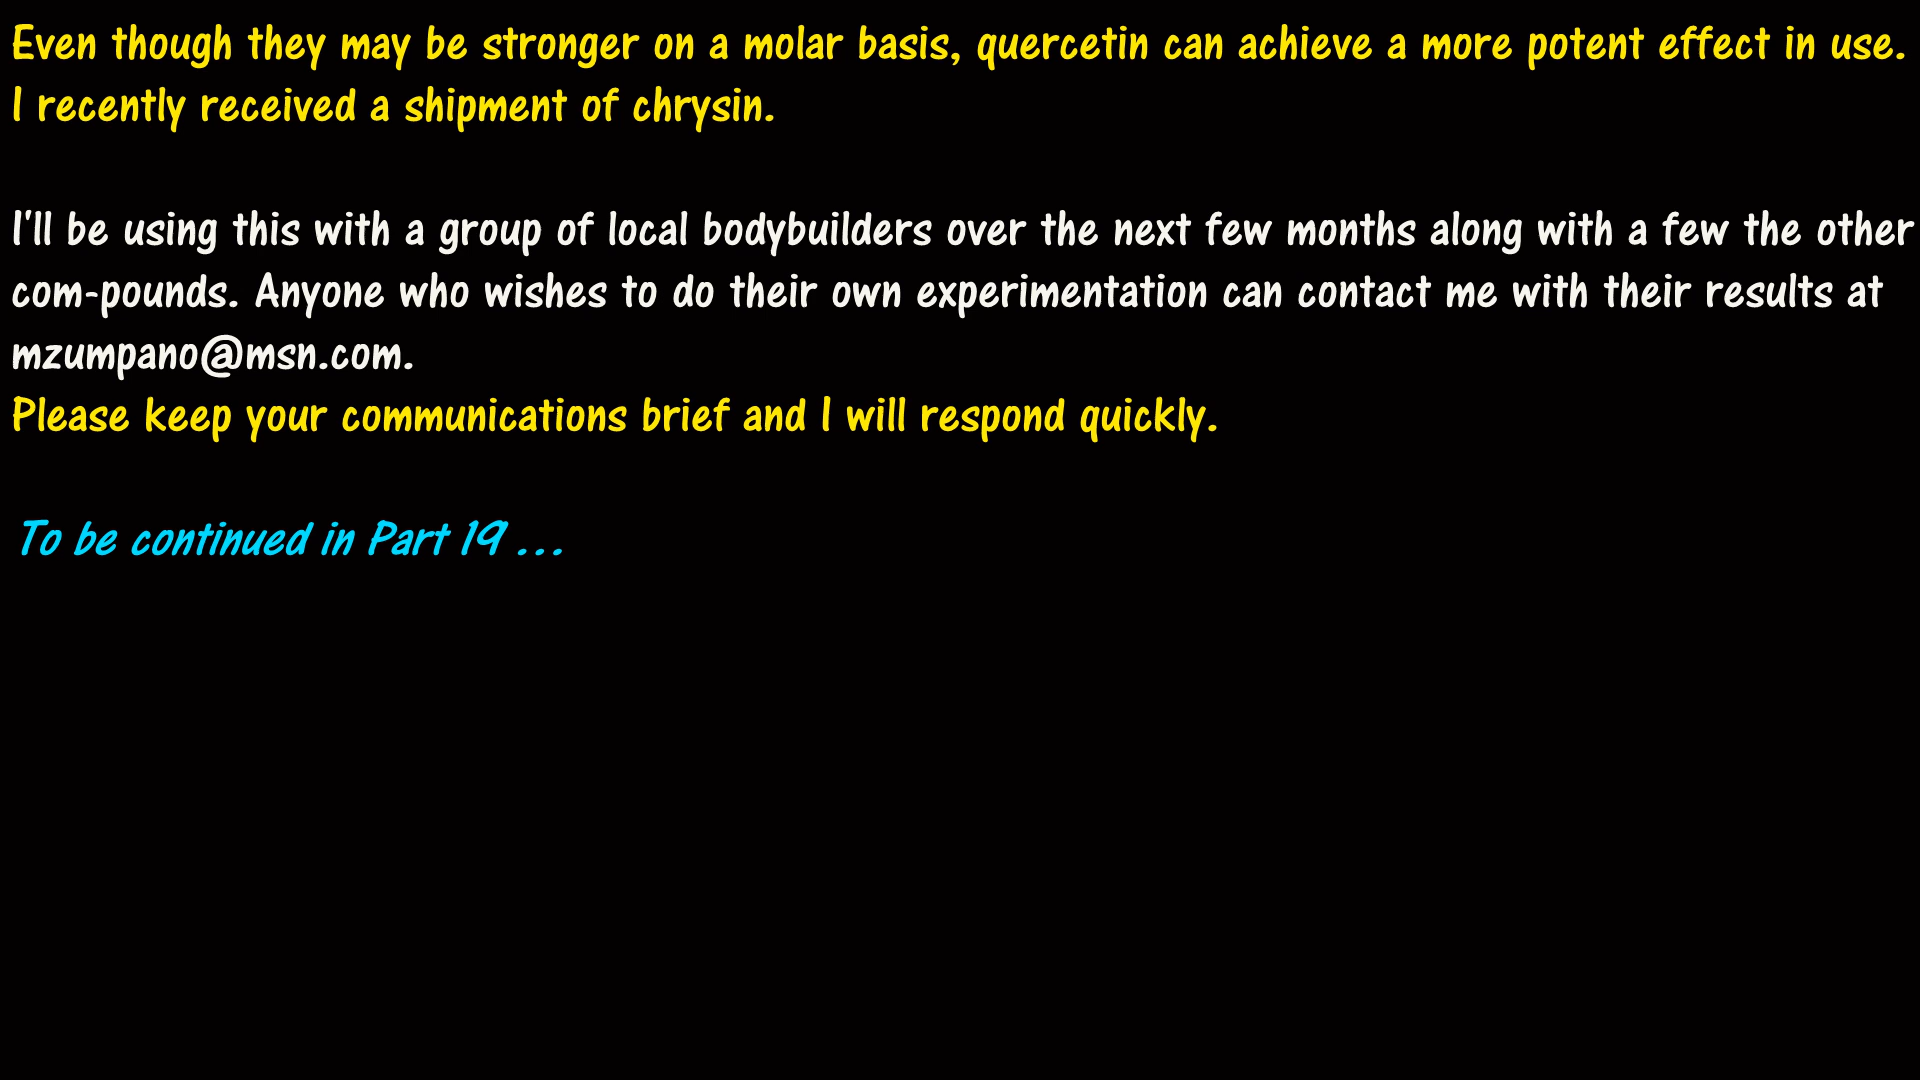 Even though they may be stronger on a molar basis, quercetin can achieve a more potent effect in use.
I recently received a shipment of chrysin.
I'll be using this with a group of local bodybuilders over the next few months along with a few the other
com-pounds. Anyone who wishes to do their own experimentation can contact me with their results at
mzumpano@msn.com.
Please keep your communications brief and I will respond quickly.
To be continued in Part 19 ...